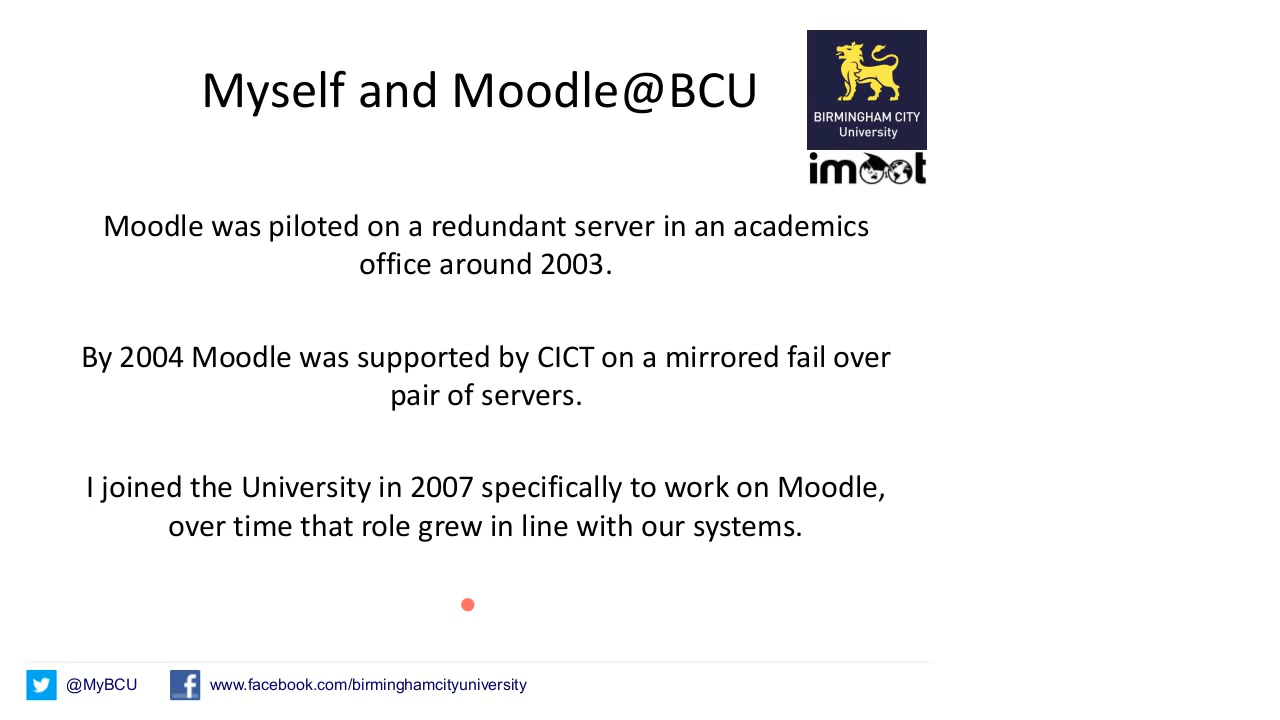 Myself and Moodle@BCU
BIRMINGHAM CITY
University
imoot
Moodle was piloted on a redundant server in an academics
office around 2003.
By 2004 Moodle was supported by CICT on a mirrored fail over
pair of servers.
I joined the University in 2007 specifically to work on Moodle,
over time that role grew in line with our systems.
@MyBCU
www.facebook.com/birminghamcityuniversity